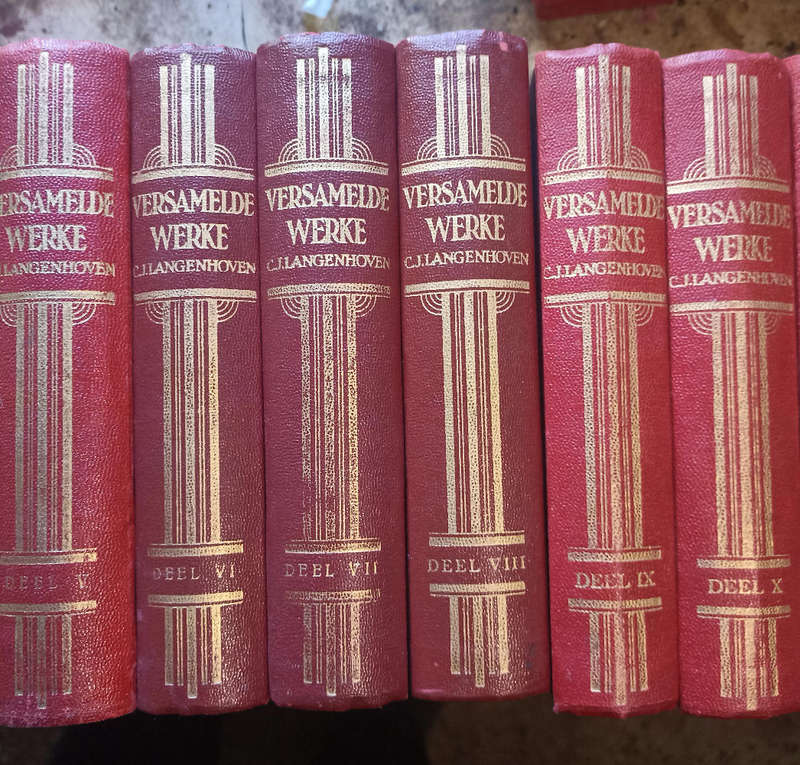 VERSAMELDE
WERKE
C.J. LANGENHOVEN
DEEL V
VERSAMELDE
WERKE
C.J. LANGENHOVEN
DEEL VI
VERSAMELDE
WERKE
C.J. LANGENHOVEN
DEEL VII
VERSAMELDE
WERKE
C.J. LANGENHOVEN
DEEL VIII
VERSAMELDE
WERKE
C.J. LANGENHOVEN
DEEL IX
VERSAMELDE
WERKE
C.J. LANGENHOVEN
DEEL X